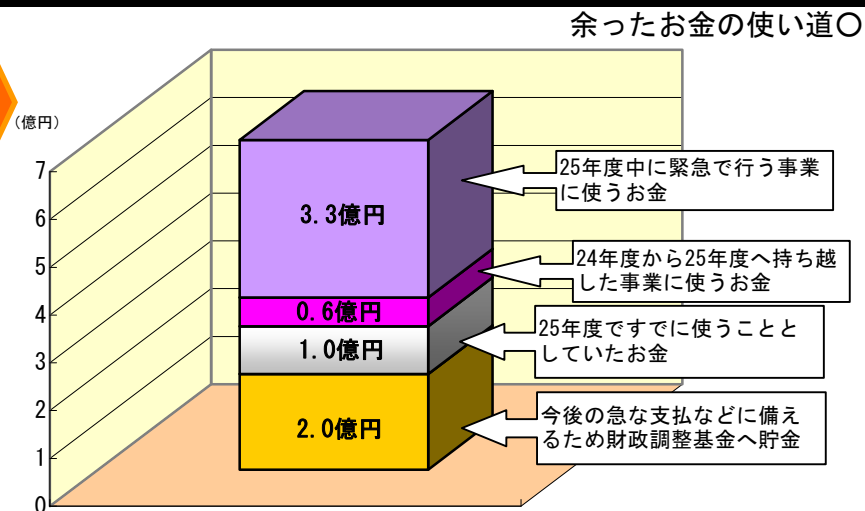 余ったお金の使い道〇
（億円）
7
6
5
4
3
2
1
0
3.3億円
0.6億円
1.0億円
2.0億円
25年度中に緊急で行う事業
に使うお金
24年度から25年度へ持ち越
した事業に使うお金
25年度ですでに使うことと
していたお金
今後の急な支払などに備え
るため財政調整基金へ貯金